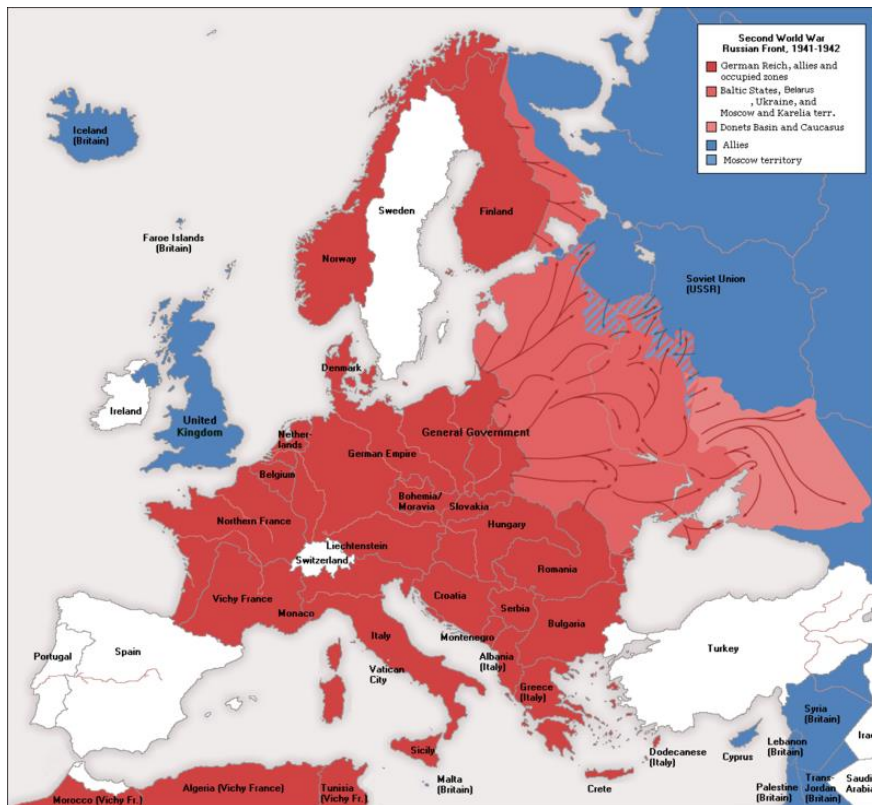 Second World War
Russian Front, 1941-1942
German Reich, allies and
occupied zones
Baltic States, Belarus
, Ukraine, and
Moscow and Karelia terr.
Donets Basin and Caucasus
Allies
Moscow territory
Iceland
(Britain)
Faroe Islands
(Britain)
Sweden
Finland
Norway
Soviet Union
(USSR)
Denmark
Ireland
United
Kingdom
Nether-
lands
General Government
German Empire
Belgium
Bohemia/
Moravia
Slovakia
Northern France
Hungary
Liechtenstein
Switzerland
Romania
Vichy France
Croatia
Monaco
Serbia
Bulgaria
Italy
Montenegro
Portugal
Spain
Turkey
Albania
(Italy)
Vatican
City
Greece
(Italy)
Syria
(Britain)
Sicily
Dodecanese
(Italy)
Lebanon
(Britain)
Cyprus
Malta
(Britain)
Crete
Palestine
(Britain)
Trans-
Jordan
(Britain)
Saudi
Arabia
Morocco (Vichy Fr.)
Algeria (Vichy France)
Tunisia
(Vichy Fr.)